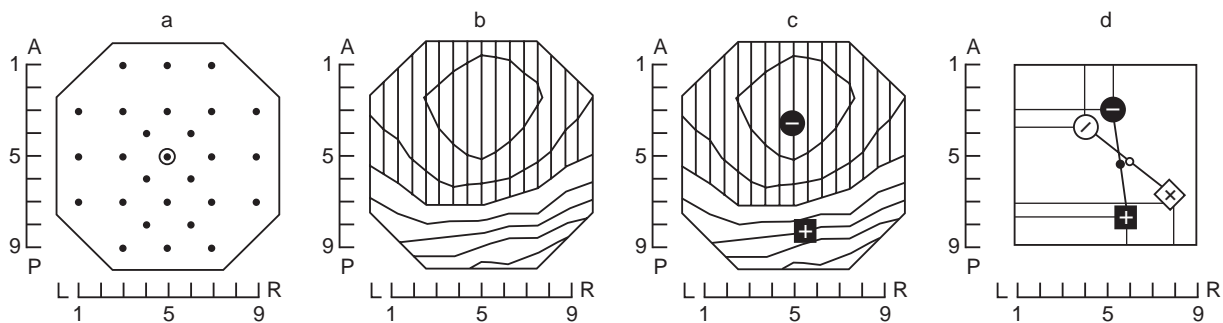 a b c d
A A A A
1 1 1 1
− − /
5 5 5 5
× + +
9 9 9 9
P P P P
L R L R L R L R
1 5 9 1 5 9 1 5 9 1 5 9